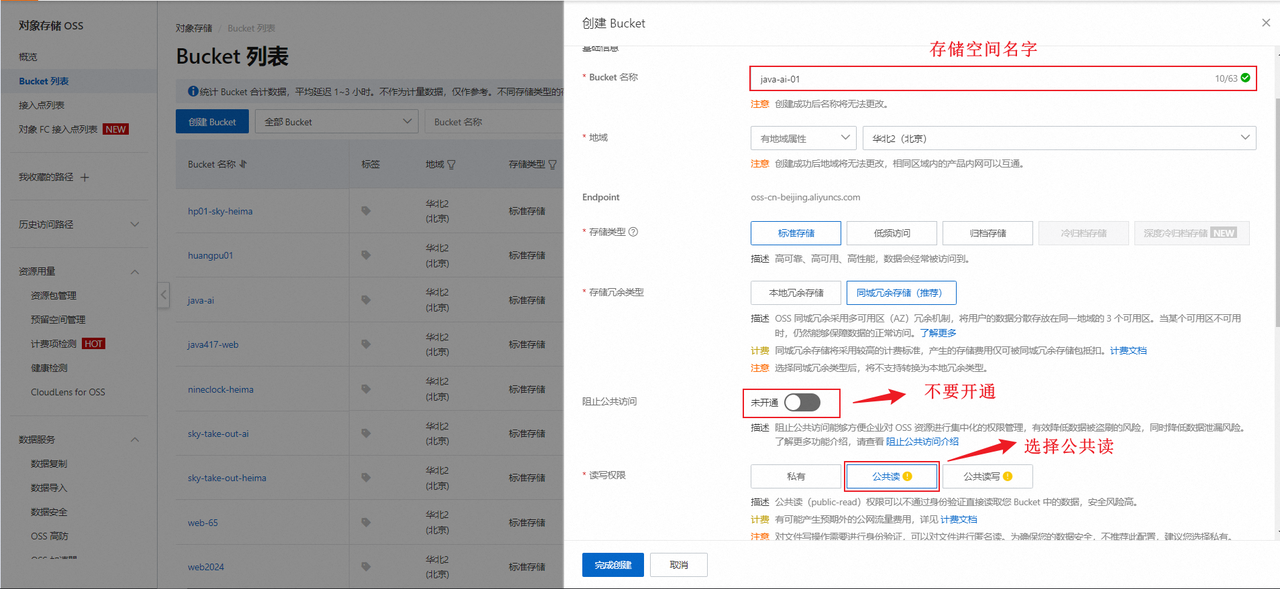 对象存储 OSS
概览
Bucket 列表
接入点列表
对象 FC 接入点列表 NEW
我收藏的路径 +
历史访问路径
资源用量
资源包管理
预留空间管理
计费项检测 HOT
健康检测
CloudLens for OSS
数据服务
数据复制
数据导入
数据安全
OSS 高防
对象存储 / Bucket 列表
Bucket 列表
统计 Bucket 合计数据，平均延迟 1~3 小时。不作为计量数据，仅作参考。不同存储类型的
创建 Bucket 全部 Bucket Bucket 名称
Bucket 名称 标签 地域 存储类型
hp01-sky-heima 华北2 (北京) 标准存储
huangpu01 华北2 (北京) 标准存储
java-ai 华北2 (北京) 标准存储
java417-web 华北2 (北京) 标准存储
nineclock-heima 华北2 (北京) 标准存储
sky-take-out-ai 华北2 (北京) 标准存储
sky-take-out-heima 华北2 (北京) 标准存储
web-65 华北2 (北京) 标准存储
web2024 华北2 (北京) 标准存储
创建 Bucket
基础信息
存储空间名字
* Bucket 名称 java-ai-01 10/63
注意 创建成功后名称将无法更改。
* 地域 有地域属性 华北2（北京）
注意 创建成功后地域将无法更改，相同区域内的产品内网可以互通。
Endpoint oss-cn-beijing.aliyuncs.com
* 存储类型 标准存储 低频访问 归档存储 冷归档存储 深度冷归档存储 NEW
描述 高可靠、高可用、高性能，数据会经常被访问到。
* 存储冗余类型 本地冗余存储 同城冗余存储（推荐）
描述 OSS 同城冗余采用多可用区（AZ）冗余机制，将用户的数据分散存放在同一地域的 3 个可用区。当某个可用区不可用
时，仍然能够保障数据的正常访问。了解更多
计费 同城冗余存储将采用较高的计费标准，产生的存储费用仅可被同城冗余存储包抵扣。计费文档
注意 选择同城冗余类型后，将不支持转换为本地冗余类型。
阻止公共访问 未开通 不要开通
描述 阻止公共访问能够方便企业对 OSS 资源进行集中化的权限管理，有效降低数据被盗刷的风险，同时降低数据泄漏风险。
了解更多功能介绍，请查看 阻止公共访问介绍
选择公共读
* 读写权限 私有 公共读 公共读写
描述 公共读（public-read）权限可以不通过身份验证直接读取您 Bucket 中的数据，安全风险高。
计费 有可能产生预期外的公网流量费用，详见 计费文档
注意 对文件写操作需要进行身份验证，可以对文件进行匿名读。为确保您的数据安全，不推荐此配置，建议您选择私有。
完成创建 取消